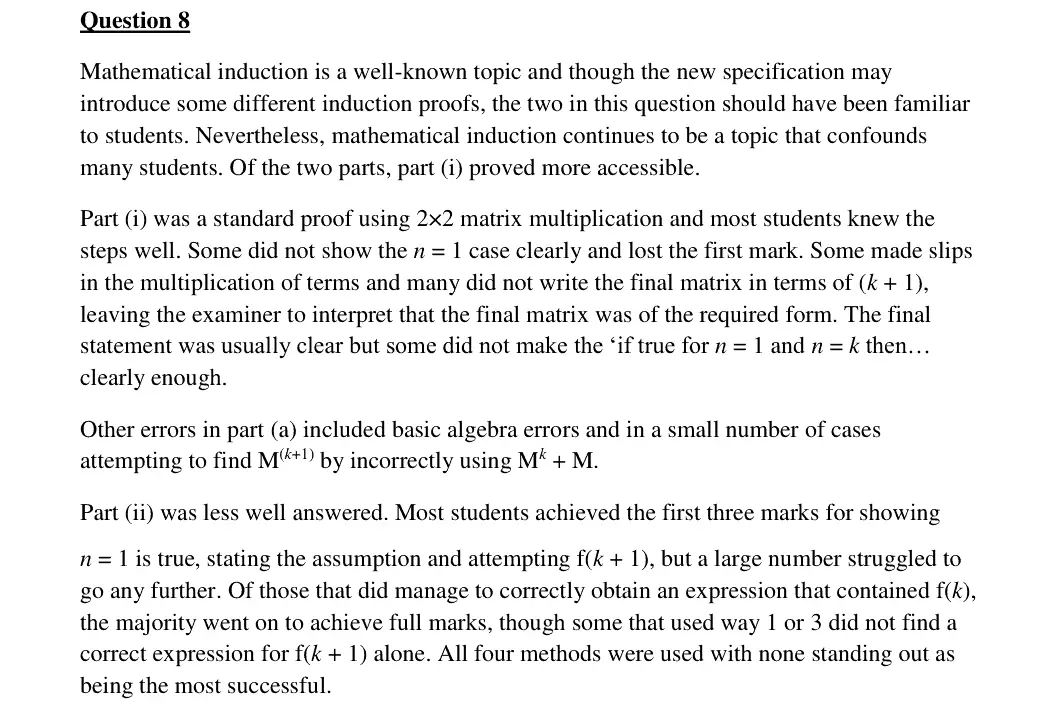 Question 8
Mathematical induction is a well-known topic and though the new specification may
introduce some different induction proofs, the two in this question should have been familiar
to students. Nevertheless, mathematical induction continues to be a topic that confounds
many students. Of the two parts, part (i) proved more accessible.
Part (i) was a standard proof using 2×2 matrix multiplication and most students knew the
steps well. Some did not show the n = 1 case clearly and lost the first mark. Some made slips
in the multiplication of terms and many did not write the final matrix in terms of (k + 1),
leaving the examiner to interpret that the final matrix was of the required form. The final
statement was usually clear but some did not make the ‘if true for n = 1 and n = k then…
clearly enough.
Other errors in part (a) included basic algebra errors and in a small number of cases
attempting to find M⁽ᵏ⁺¹⁾ by incorrectly using Mᵏ + M.
Part (ii) was less well answered. Most students achieved the first three marks for showing
n = 1 is true, stating the assumption and attempting f(k + 1), but a large number struggled to
go any further. Of those that did manage to correctly obtain an expression that contained f(k),
the majority went on to achieve full marks, though some that used way 1 or 3 did not find a
correct expression for f(k + 1) alone. All four methods were used with none standing out as
being the most successful.